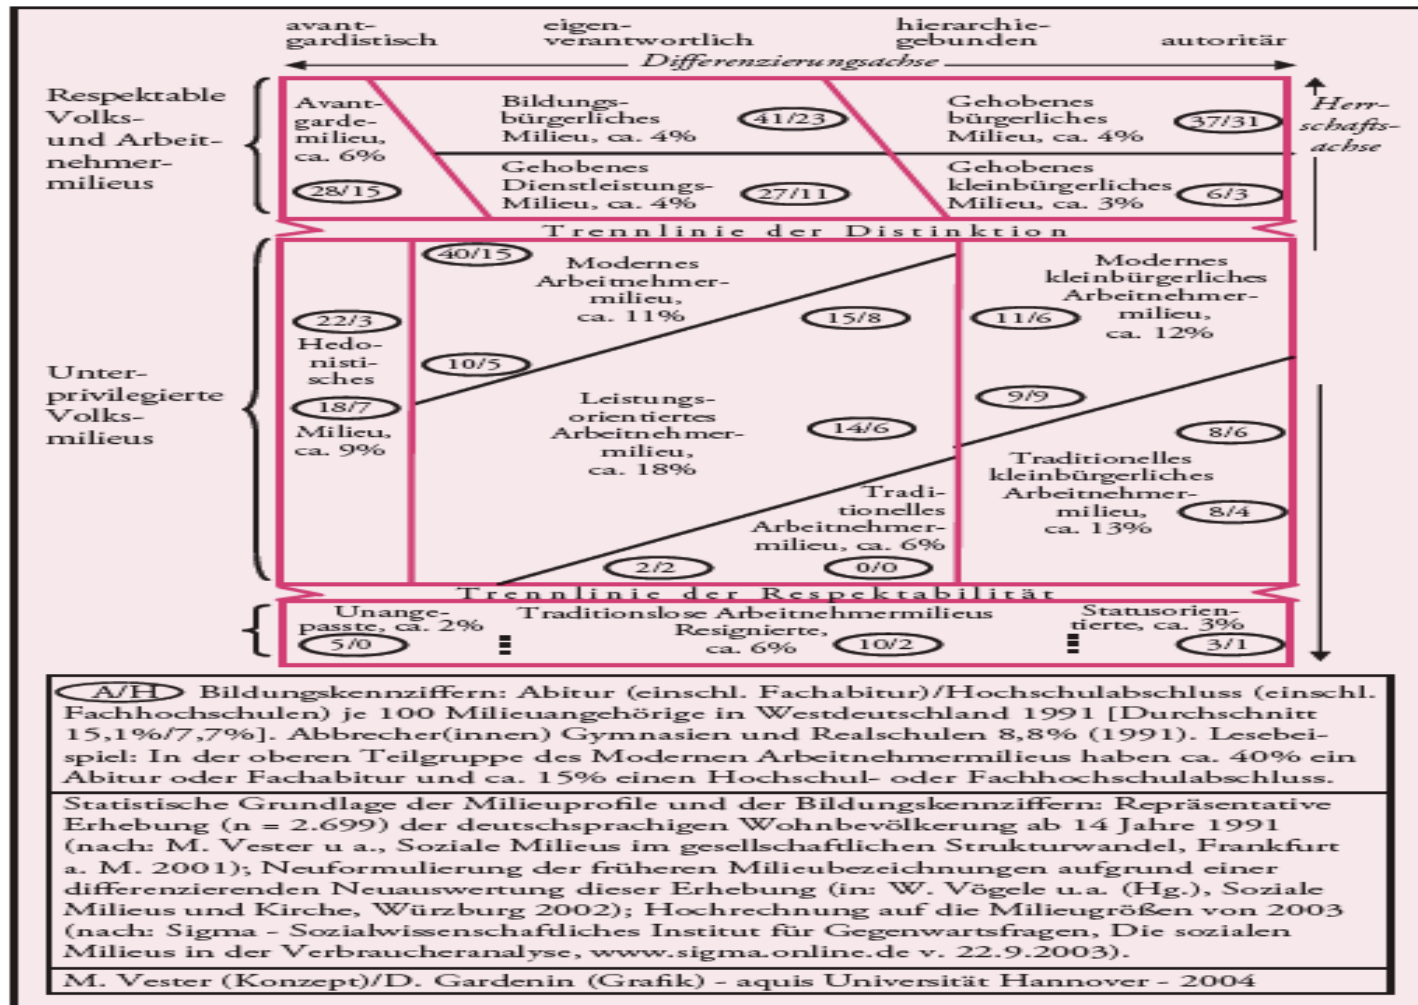 avant-
gardistisch
eigen-
verantwortlich
hierarchie-
gebunden
autoritär
Differenzierungsachse
Respektable
Volks-
und Arbeit-
nehmer-
milieus
Avant-
garde-
milieu,
ca. 6%
28/15
Bildungs-
bürgerliches
Milieu, ca. 4%
41/23
Gehobenes
bürgerliches
Milieu, ca. 4%
37/31
Herr-
schafts-
achse
Gehobenes
Dienstleistungs-
Milieu, ca. 4%
27/11
Gehobenes
kleinbürgerliches
Milieu, ca. 3%
6/3
Trennlinie der Distinktion
Unter-
privilegierte
Volks-
milieus
22/3
Hedo-
nisti-
sches
18/7
Milieu,
ca. 9%
40/15
Modernes
Arbeitnehmer-
milieu,
ca. 11%
15/8
10/5
Leistungs-
orientiertes
Arbeitnehmer-
milieu,
ca. 18%
14/6
Tradi-
tionelles
Arbeitnehmer-
milieu, ca. 6%
2/2
0/0
Modernes
kleinbürgerliches
Arbeitnehmer-
milieu,
ca. 12%
11/6
9/9
8/6
Traditionelles
kleinbürgerliches
Arbeitnehmer-
milieu,
ca. 13%
8/4
Trennlinie der Respektabilität
Unange-
passte, ca. 2%
5/0
Traditionslose Arbeitnehmermilieus
Resignierte,
ca. 6%
10/2
Statusorien-
tierte, ca. 3%
3/1
A/H Bildungskennziffern: Abitur (einschl. Fachabitur)/Hochschulabschluss (einschl.
Fachhochschulen) je 100 Milieuangehörige in Westdeutschland 1991 [Durchschnitt
15,1%/7,7%]. Abbrecher(innen) Gymnasien und Realschulen 8,8% (1991). Lesebei-
spiel: In der oberen Teilgruppe des Modernen Arbeitnehmermilieus haben ca. 40% ein
Abitur oder Fachabitur und ca. 15% einen Hochschul- oder Fachhochschulabschluss.
Statistische Grundlage der Milieuprofile und der Bildungskennziffern: Repräsentative
Erhebung (n = 2.699) der deutschsprachigen Wohnbevölkerung ab 14 Jahre 1991
(nach: M. Vester u a., Soziale Milieus im gesellschaftlichen Strukturwandel, Frankfurt
a. M. 2001); Neuformulierung der früheren Milieubezeichnungen aufgrund einer
differenzierenden Neuauswertung dieser Erhebung (in: W. Vögele u.a. (Hg.), Soziale
Milieus und Kirche, Würzburg 2002); Hochrechnung auf die Milieugrößen von 2003
(nach: Sigma - Sozialwissenschaftliches Institut für Gegenwartsfragen, Die sozialen
Milieus in der Verbraucheranalyse, www.sigma.online.de v. 22.9.2003).
M. Vester (Konzept)/D. Gardenin (Grafik) - aquis Universität Hannover - 2004